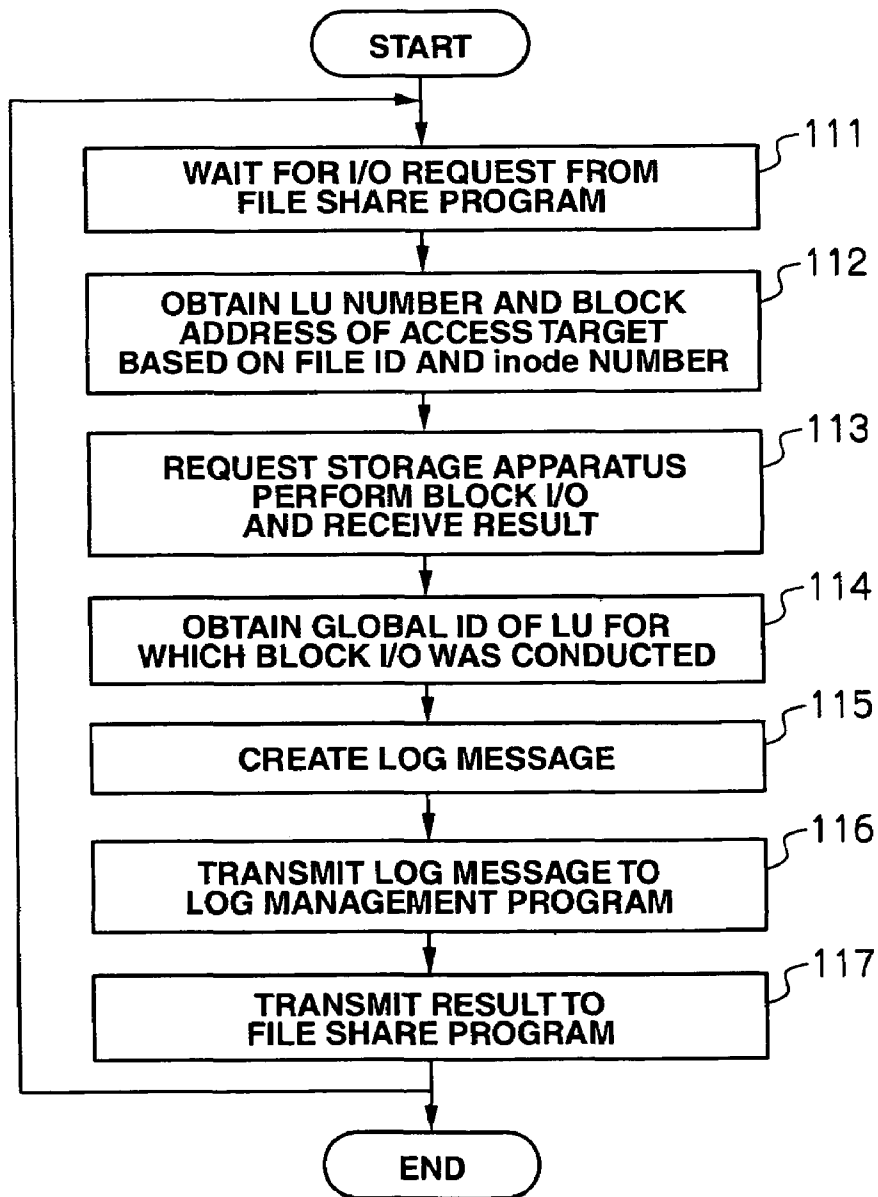 START
111
WAIT FOR I/O REQUEST FROM
FILE SHARE PROGRAM
112
OBTAIN LU NUMBER AND BLOCK
ADDRESS OF ACCESS TARGET
BASED ON FILE ID AND inode NUMBER
113
REQUEST STORAGE APPARATUS
PERFORM BLOCK I/O
AND RECEIVE RESULT
114
OBTAIN GLOBAL ID OF LU FOR
WHICH BLOCK I/O WAS CONDUCTED
115
CREATE LOG MESSAGE
116
TRANSMIT LOG MESSAGE TO
LOG MANAGEMENT PROGRAM
117
TRANSMIT RESULT TO
FILE SHARE PROGRAM
END